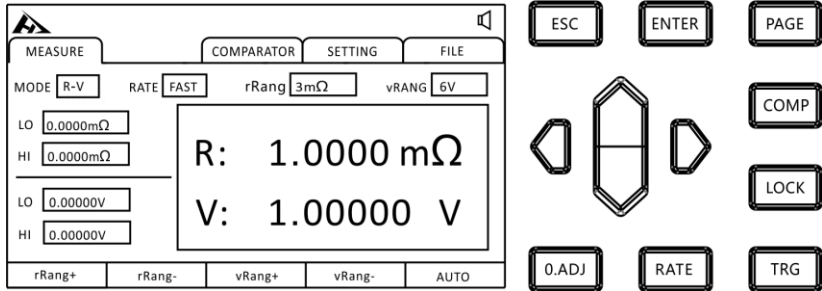 ESC ENTER PAGE
MEASURE COMPARATOR SETTING FILE
MODE R-V RATE FAST rRang 3mΩ vRANG 6V
COMP
LO 0.0000mΩ
HI 0.0000mΩ
R: 1.0000 mΩ
LOCK
LO 0.00000V
HI 0.00000V
V: 1.00000 V
rRang+ rRang- vRang+ vRang- AUTO
0.ADJ RATE TRG